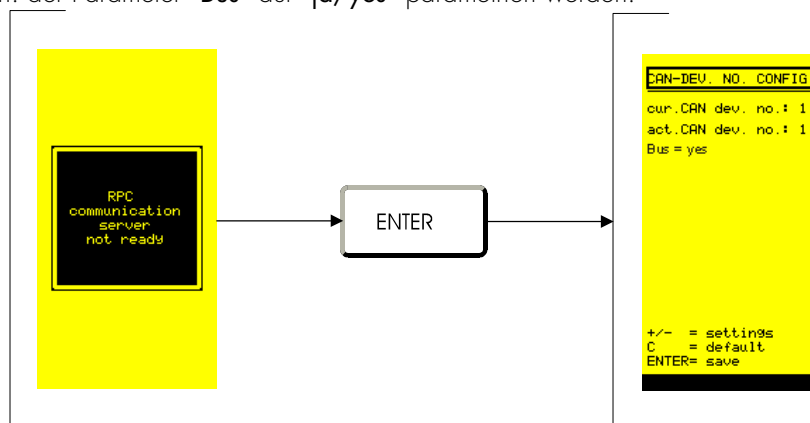 der Parameter "Bus" auf "ja/yes" parametriert werden.
RPC
communication
server
not ready
ENTER
CAN-DEV. NO. CONFIG
cur.CAN dev. no.: 1
act.CAN dev. no.: 1
Bus = yes
+/- = settings
C = default
ENTER= save